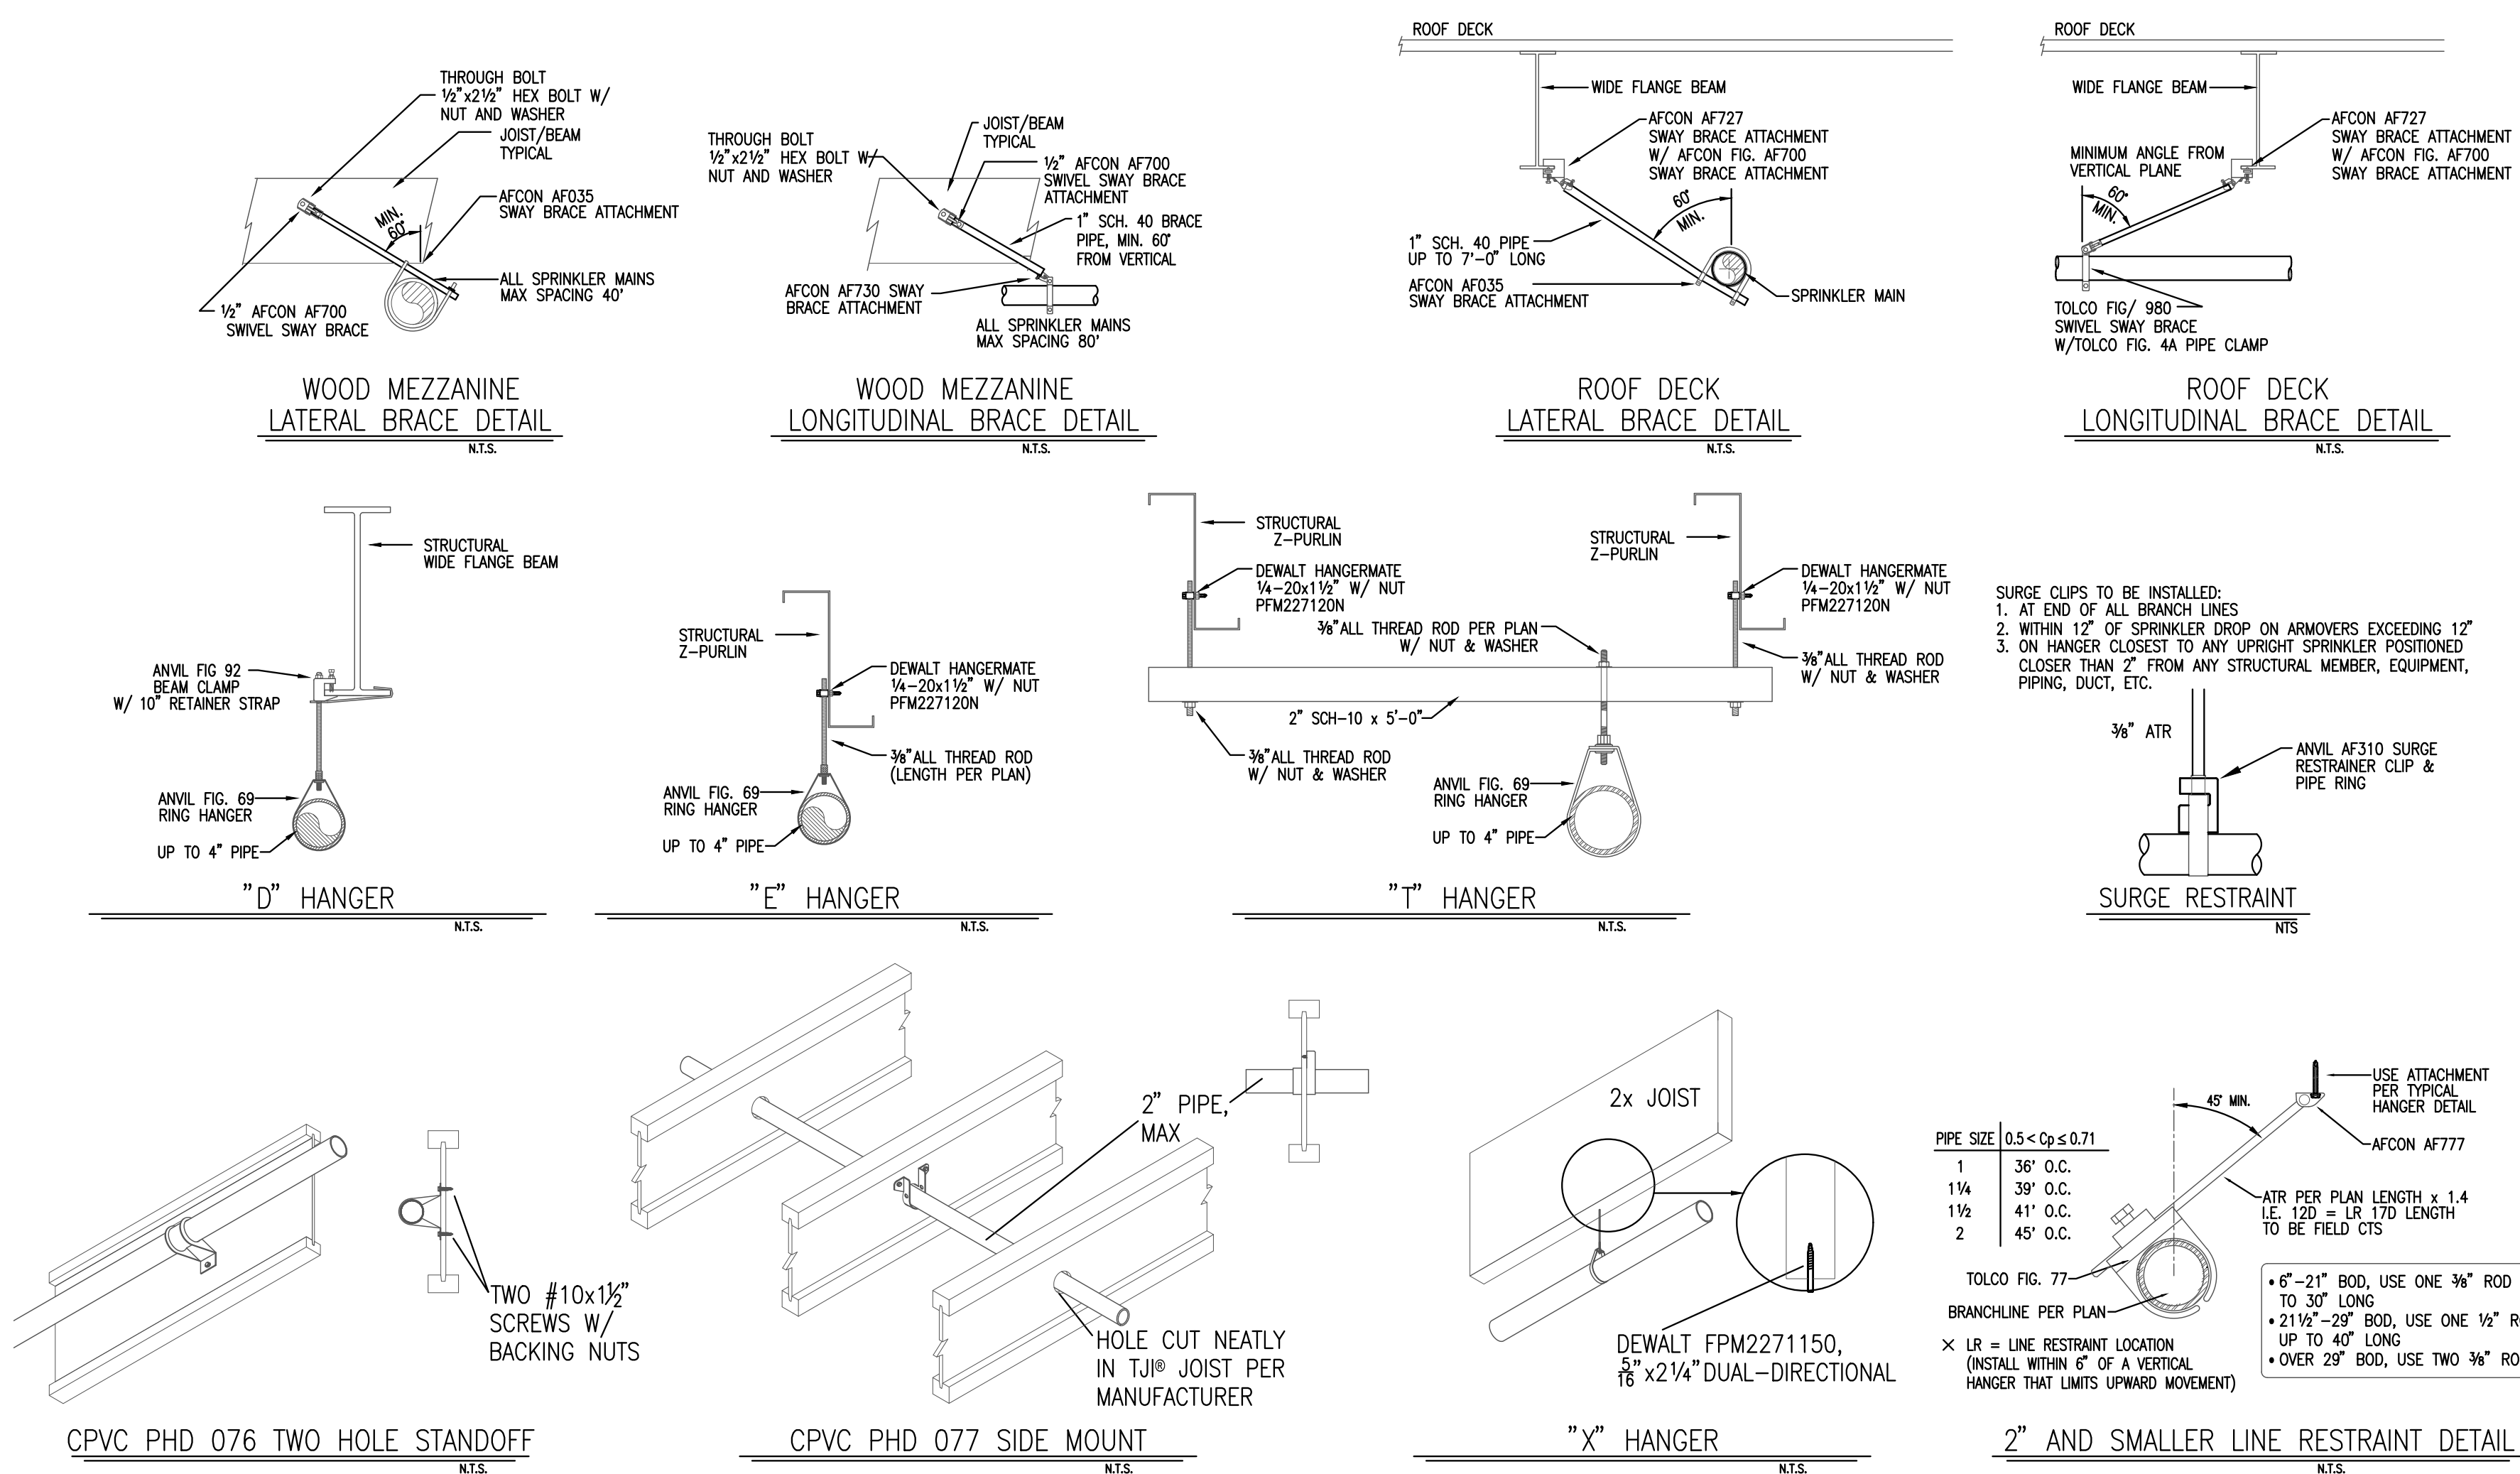 THROUGH BOLT
½"x2½" HEX BOLT W/
NUT AND WASHER
JOIST/BEAM
TYPICAL
MIN.
60°
AFCON AF035
SWAY BRACE ATTACHMENT
ALL SPRINKLER MAINS
MAX SPACING 40'
½" AFCON AF700
SWIVEL SWAY BRACE
WOOD MEZZANINE
LATERAL BRACE DETAIL
N.T.S.
JOIST/BEAM
TYPICAL
THROUGH BOLT
½"x2½" HEX BOLT W/
NUT AND WASHER
½" AFCON AF700
SWIVEL SWAY BRACE
ATTACHMENT
1" SCH. 40 BRACE
PIPE, MIN. 60°
FROM VERTICAL
AFCON AF730 SWAY
BRACE ATTACHMENT
ALL SPRINKLER MAINS
MAX SPACING 80'
WOOD MEZZANINE
LONGITUDINAL BRACE DETAIL
N.T.S.
ROOF DECK
WIDE FLANGE BEAM
AFCON AF727
SWAY BRACE ATTACHMENT
W/ AFCON FIG. AF700
SWAY BRACE ATTACHMENT
60°
MIN.
1" SCH. 40 PIPE
UP TO 7'-0" LONG
AFCON AF035
SWAY BRACE ATTACHMENT
SPRINKLER MAIN
ROOF DECK
LATERAL BRACE DETAIL
N.T.S.
ROOF DECK
WIDE FLANGE BEAM
AFCON AF727
SWAY BRACE ATTACHMENT
W/ AFCON FIG. AF700
SWAY BRACE ATTACHMENT
MINIMUM ANGLE FROM
VERTICAL PLANE
60°
MIN.
TOLCO FIG/ 980
SWIVEL SWAY BRACE
W/TOLCO FIG. 4A PIPE CLAMP
ROOF DECK
LONGITUDINAL BRACE DETAIL
N.T.S.
STRUCTURAL
WIDE FLANGE BEAM
ANVIL FIG 92
BEAM CLAMP
W/ 10" RETAINER STRAP
ANVIL FIG. 69
RING HANGER
UP TO 4" PIPE
"D" HANGER
N.T.S.
STRUCTURAL
Z-PURLIN
DEWALT HANGERMATE
¼-20x1½" W/ NUT
PFM227120N
⅜"ALL THREAD ROD
(LENGTH PER PLAN)
ANVIL FIG. 69
RING HANGER
UP TO 4" PIPE
"E" HANGER
N.T.S.
STRUCTURAL
Z-PURLIN
DEWALT HANGERMATE
¼-20x1½" W/ NUT
PFM227120N
⅜"ALL THREAD ROD PER PLAN
W/ NUT & WASHER
STRUCTURAL
Z-PURLIN
DEWALT HANGERMATE
¼-20x1½" W/ NUT
PFM227120N
⅜"ALL THREAD ROD
W/ NUT & WASHER
2" SCH-10 x 5'-0"
⅜"ALL THREAD ROD
W/ NUT & WASHER
ANVIL FIG. 69
RING HANGER
UP TO 4" PIPE
"T" HANGER
N.T.S.
SURGE CLIPS TO BE INSTALLED:
1. AT END OF ALL BRANCH LINES
2. WITHIN 12" OF SPRINKLER DROP ON ARMOVERS EXCEEDING 12"
3. ON HANGER CLOSEST TO ANY UPRIGHT SPRINKLER POSITIONED
CLOSER THAN 2" FROM ANY STRUCTURAL MEMBER, EQUIPMENT,
PIPING, DUCT, ETC.
⅜" ATR
ANVIL AF310 SURGE
RESTRAINER CLIP &
PIPE RING
SURGE RESTRAINT
NTS
TWO #10x1½"
SCREWS W/
BACKING NUTS
CPVC PHD 076 TWO HOLE STANDOFF
N.T.S.
2" PIPE,
MAX
HOLE CUT NEATLY
IN TJI® JOIST PER
MANUFACTURER
CPVC PHD 077 SIDE MOUNT
N.T.S.
2x JOIST
DEWALT FPM2271150,
5/16"x2¼"DUAL-DIRECTIONAL
"X" HANGER
N.T.S.
USE ATTACHMENT
PER TYPICAL
HANGER DETAIL
45° MIN.
AFCON AF777
PIPE SIZE 0.5 < Cp ≤ 0.71
1 36' O.C.
1¼ 39' O.C.
1½ 41' O.C.
2 45' O.C.
ATR PER PLAN LENGTH x 1.4
I.E. 12D = LR 17D LENGTH
TO BE FIELD CTS
TOLCO FIG. 77
BRANCHLINE PER PLAN
X LR = LINE RESTRAINT LOCATION
(INSTALL WITHIN 6" OF A VERTICAL
HANGER THAT LIMITS UPWARD MOVEMENT)
• 6"-21" BOD, USE ONE ⅜" ROD
TO 30" LONG
• 21½"-29" BOD, USE ONE ½" R
UP TO 40" LONG
• OVER 29" BOD, USE TWO ⅜" RO
2" AND SMALLER LINE RESTRAINT DETAIL
N.T.S.